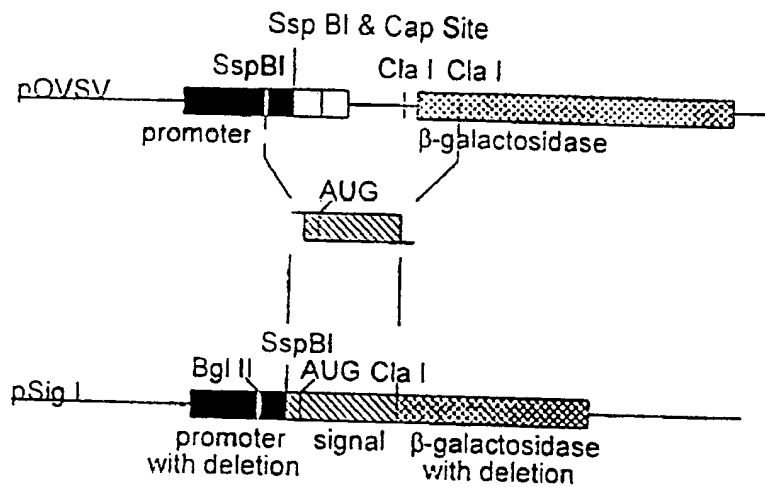 Ssp BI & Cap Site
SspBI
Cla I Cla I
pOVSV
promoter
β-galactosidase
AUG
SspBI
Bgl II
AUG Cla I
pSig I
promoter signal β-galactosidase
with deletion with deletion